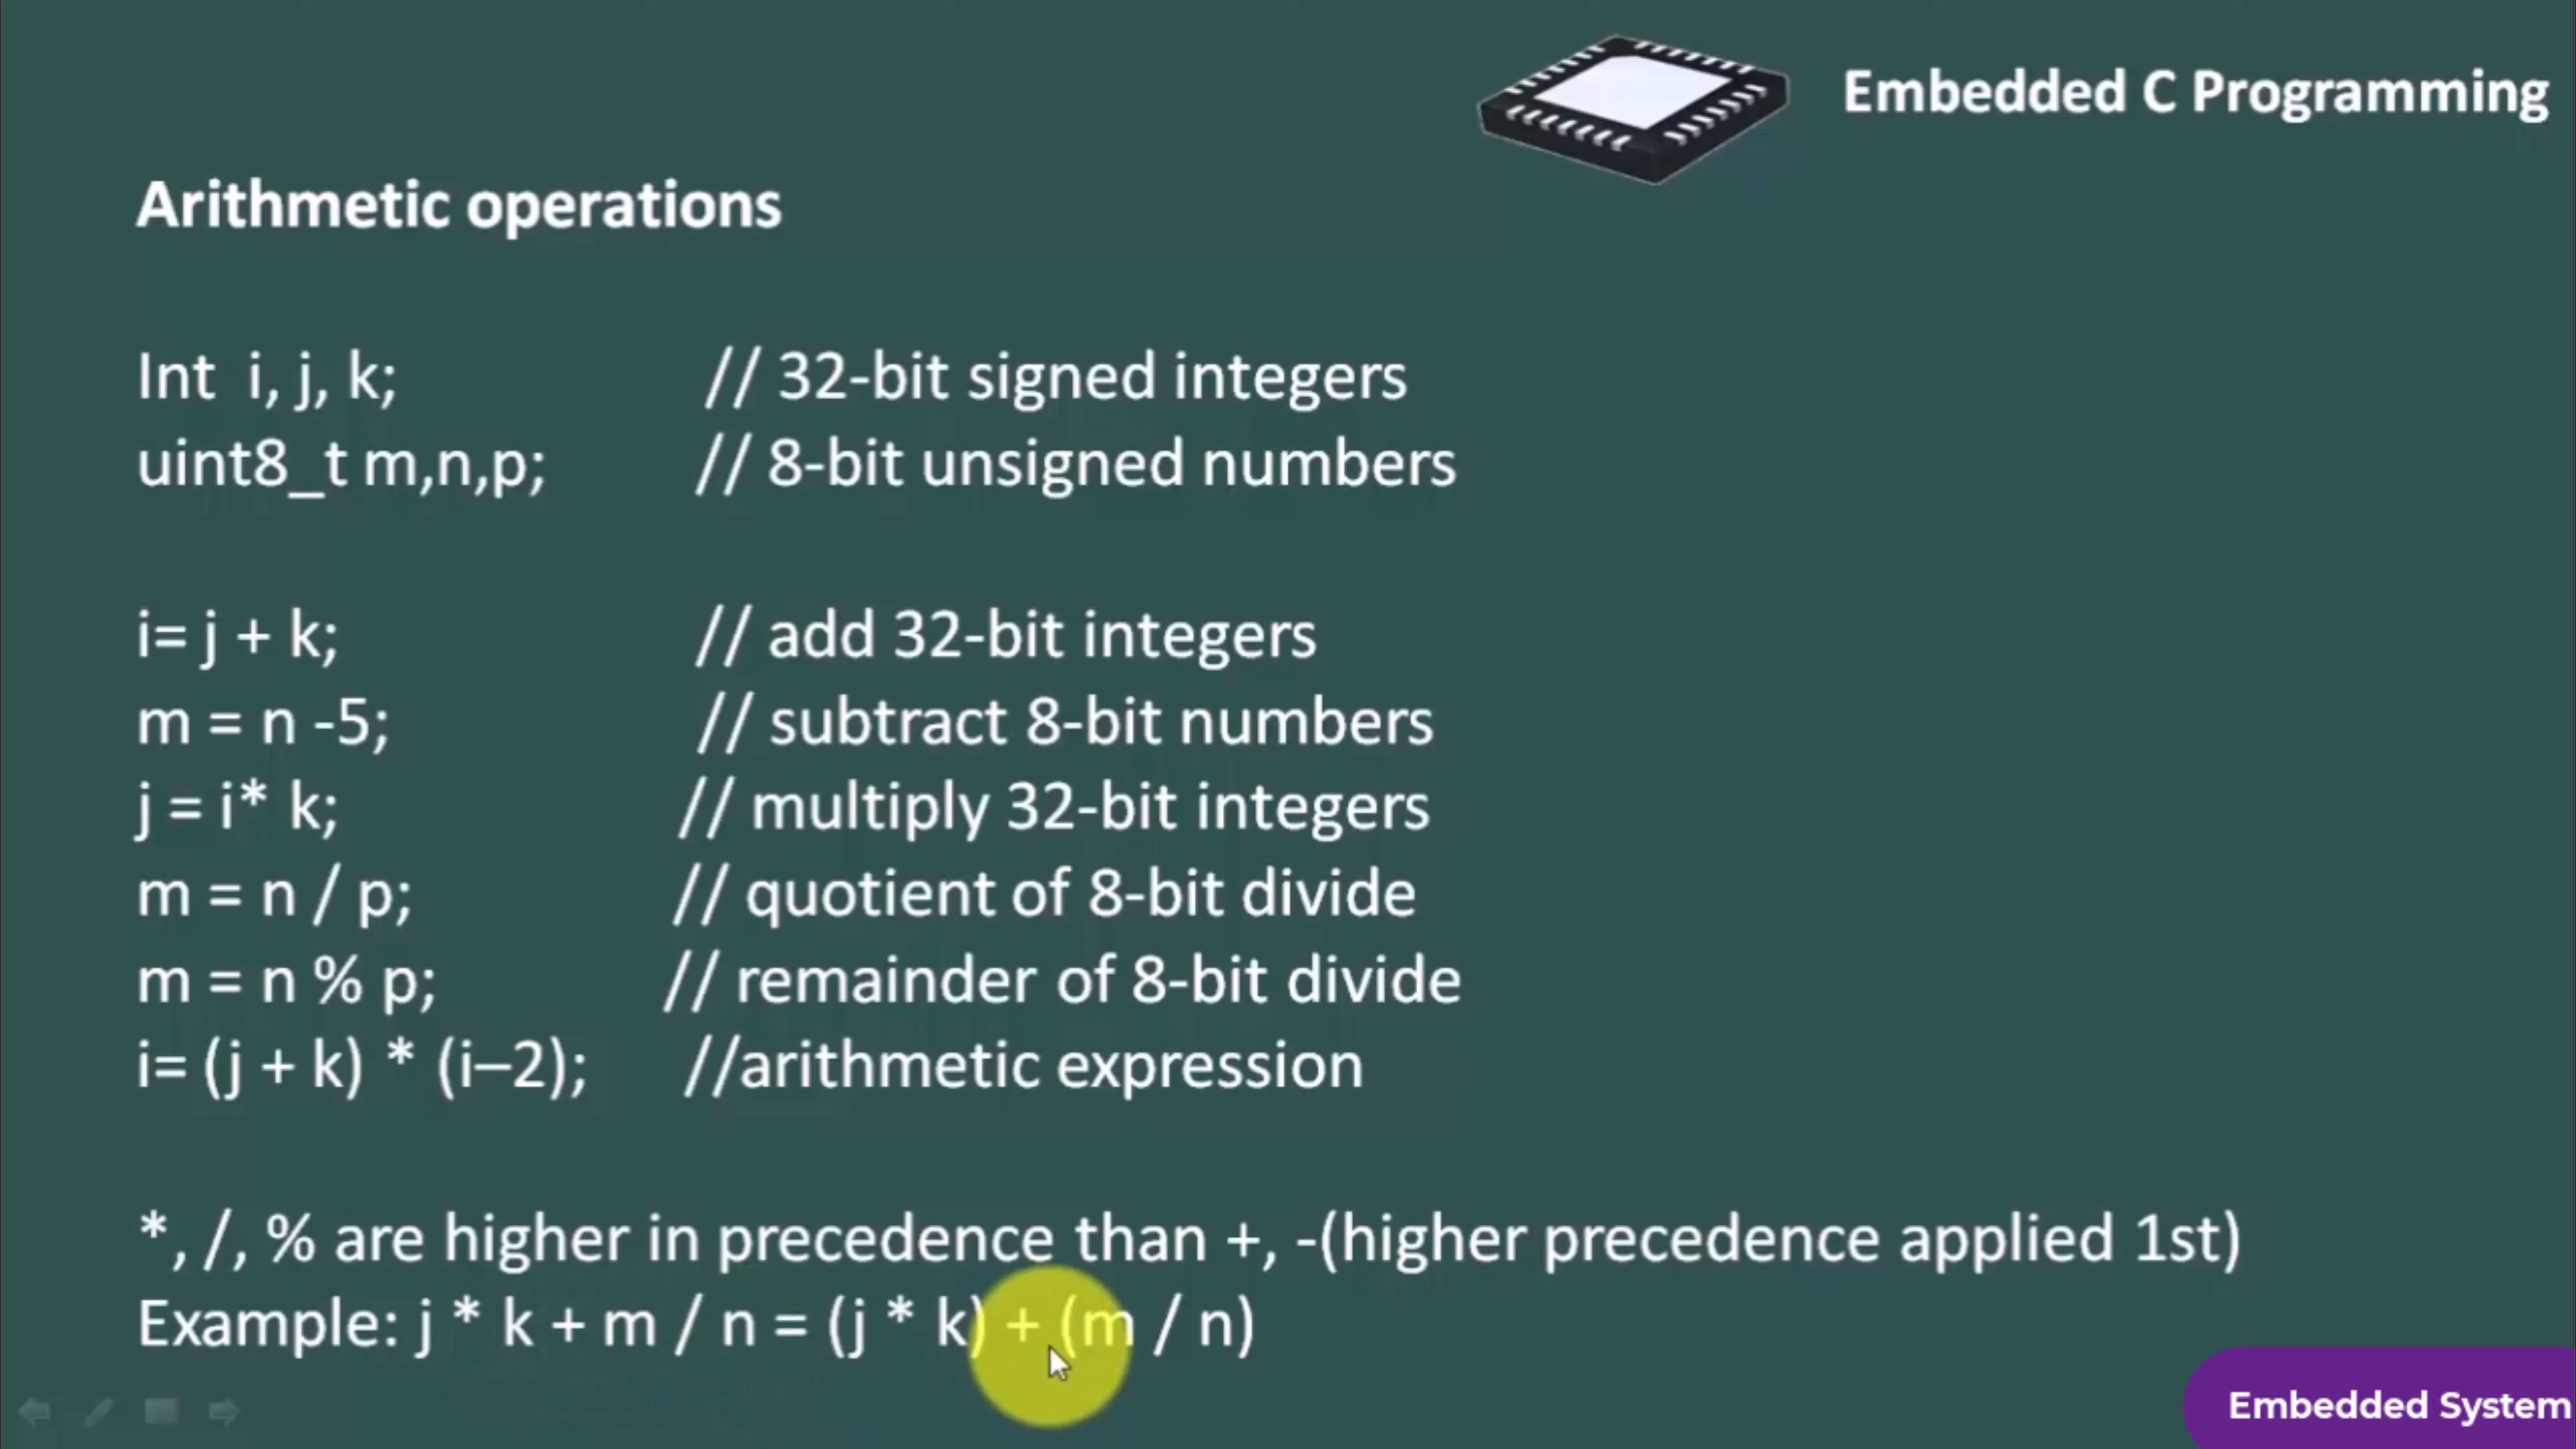 Embedded C Programming
Arithmetic operations
Int i, j, k; // 32-bit signed integers
uint8_t m,n,p; // 8-bit unsigned numbers
i= j + k; // add 32-bit integers
m = n -5; // subtract 8-bit numbers
j = i* k; // multiply 32-bit integers
m = n / p; // quotient of 8-bit divide
m = n % p; // remainder of 8-bit divide
i= (j + k) * (i–2); //arithmetic expression
*, /, % are higher in precedence than +, -(higher precedence applied 1st)
Example: j * k + m / n = (j * k) + (m / n)
Embedded System